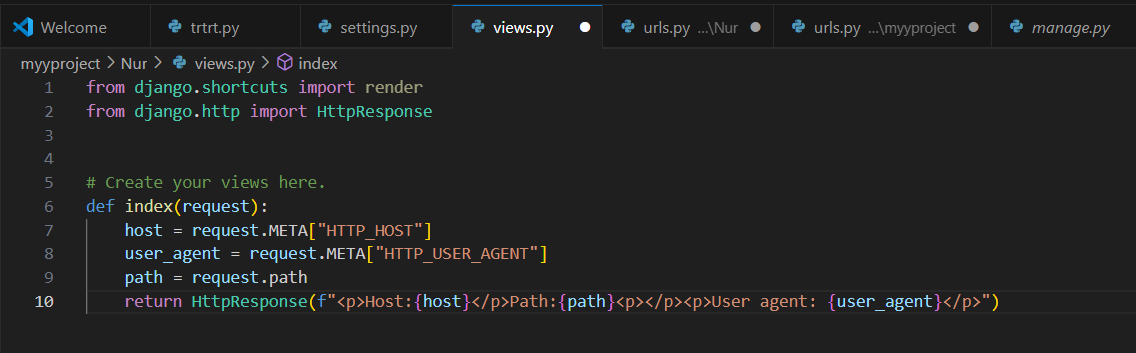 Welcome trtrt.py settings.py views.py urls.py ...\Nur urls.py ...\myyproject manage.py
myyproject > Nur > views.py > index
1 from django.shortcuts import render
2 from django.http import HttpResponse
3
4
5 # Create your views here.
6 def index(request):
7     host = request.META["HTTP_HOST"]
8     user_agent = request.META["HTTP_USER_AGENT"]
9     path = request.path
10     return HttpResponse(f"<p>Host:{host}</p>Path:{path}<p></p><p>User agent: {user_agent}</p>")